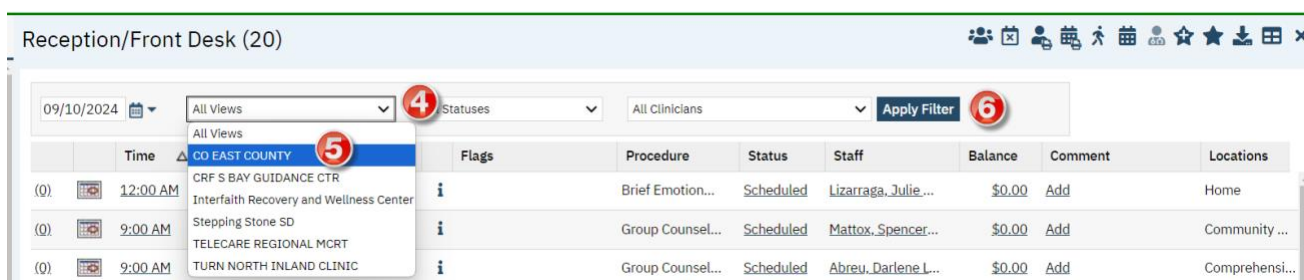 Reception/Front Desk (20)
09/10/2024 All Views 4 Statuses All Clinicians Apply Filter 6
All Views
CO EAST COUNTY 5
CRF S BAY GUIDANCE CTR
Interfaith Recovery and Wellness Center
Stepping Stone SD
TELECARE REGIONAL MCRT
TURN NORTH INLAND CLINIC
Time Flags Procedure Status Staff Balance Comment Locations
(0) 12:00 AM Brief Emotion... Scheduled Lizarraga, Julie ... $0.00 Add Home
(0) 9:00 AM Group Counsel... Scheduled Mattox, Spencer... $0.00 Add Community ...
(0) 9:00 AM Group Counsel... Scheduled Abreu, Darlene L... $0.00 Add Comprehensi...